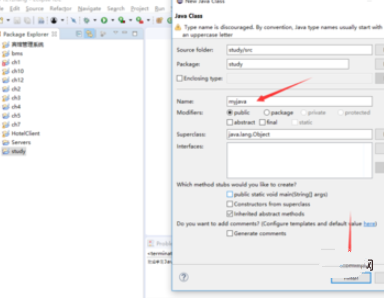 New Java Class
Edit Source Refactor Navigate Search Project Run
Package Explorer
bms
ch1
ch10
ch12
ch2
ch3
ch4
ch5
ch7
HotelClient
Servers
study
Java Class
Type name is discouraged. By convention, Java type names usually start with
an uppercase letter
Source folder: study/src
Package: study
Enclosing type:
Name: myjava
Modifiers: public package private protected
abstract final static
Superclass: java.lang.Object
Interfaces:
Which method stubs would you like to create?
public static void main(String[] args)
Constructors from superclass
Inherited abstract methods
Do you want to add comments? (Configure templates and default value here)
Generate comments